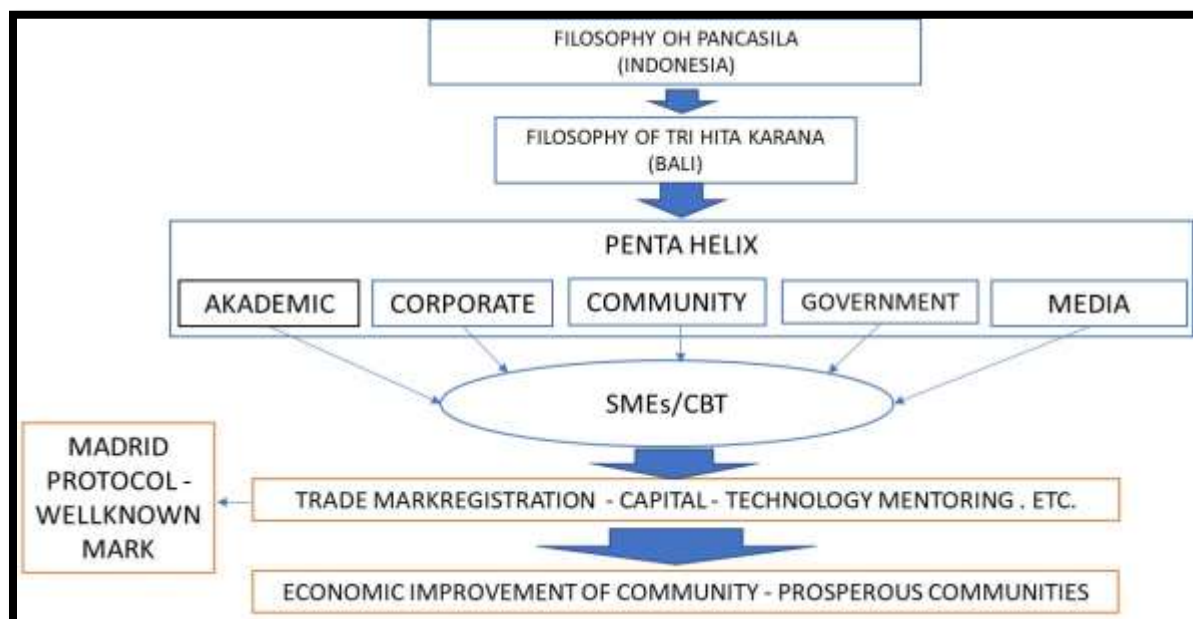 FILOSOPHY OH PANCASILA
(INDONESIA)
FILOSOPHY OF TRI HITA KARANA
(BALI)
PENTA HELIX
AKADEMIC
CORPORATE
COMMUNITY
GOVERNMENT
MEDIA
SMEs/CBT
MADRID
PROTOCOL -
WELLKNOWN
MARK
TRADE MARKREGISTRATION - CAPITAL - TECHNOLOGY MENTORING . ETC.
ECONOMIC IMPROVEMENT OF COMMUNITY - PROSPEROUS COMMUNITIES